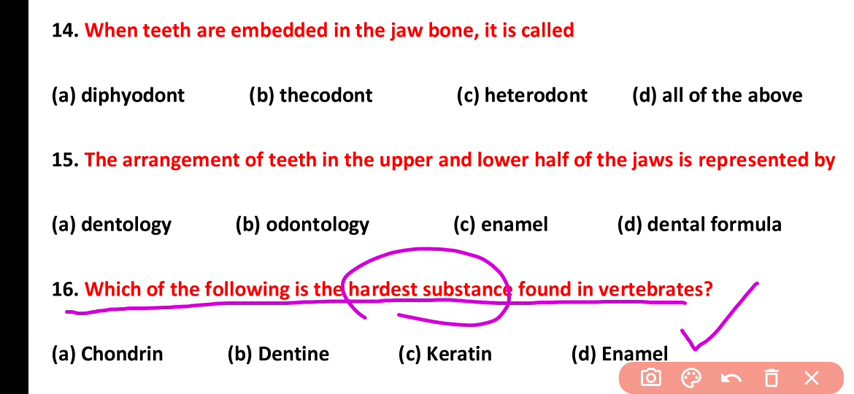 14. When teeth are embedded in the jaw bone, it is called
(a) diphyodont (b) thecodont (c) heterodont (d) all of the above
15. The arrangement of teeth in the upper and lower half of the jaws is represented by
(a) dentology (b) odontology (c) enamel (d) dental formula
16. Which of the following is the hardest substance found in vertebrates?
(a) Chondrin (b) Dentine (c) Keratin (d) Enamel